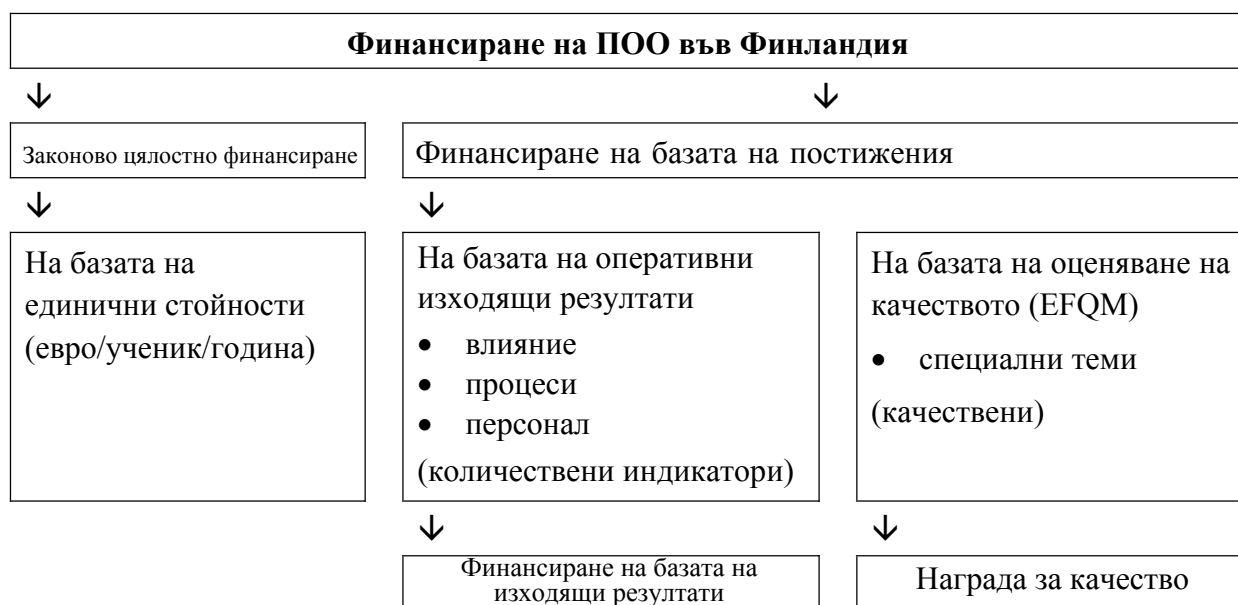 Финансиране на ПОО във Финландия
Законово цялостно финансиране
Финансиране на базата на постижения
На базата на
единични стойности
(евро/ученик/година)
На базата на оперативни
изходящи резултати
• влияние
• процеси
• персонал
(количествени индикатори)
На базата на оценяване на
качеството (EFQM)
• специални теми
(качествени)
Финансиране на базата на
изходящи резултати
Награда за качество